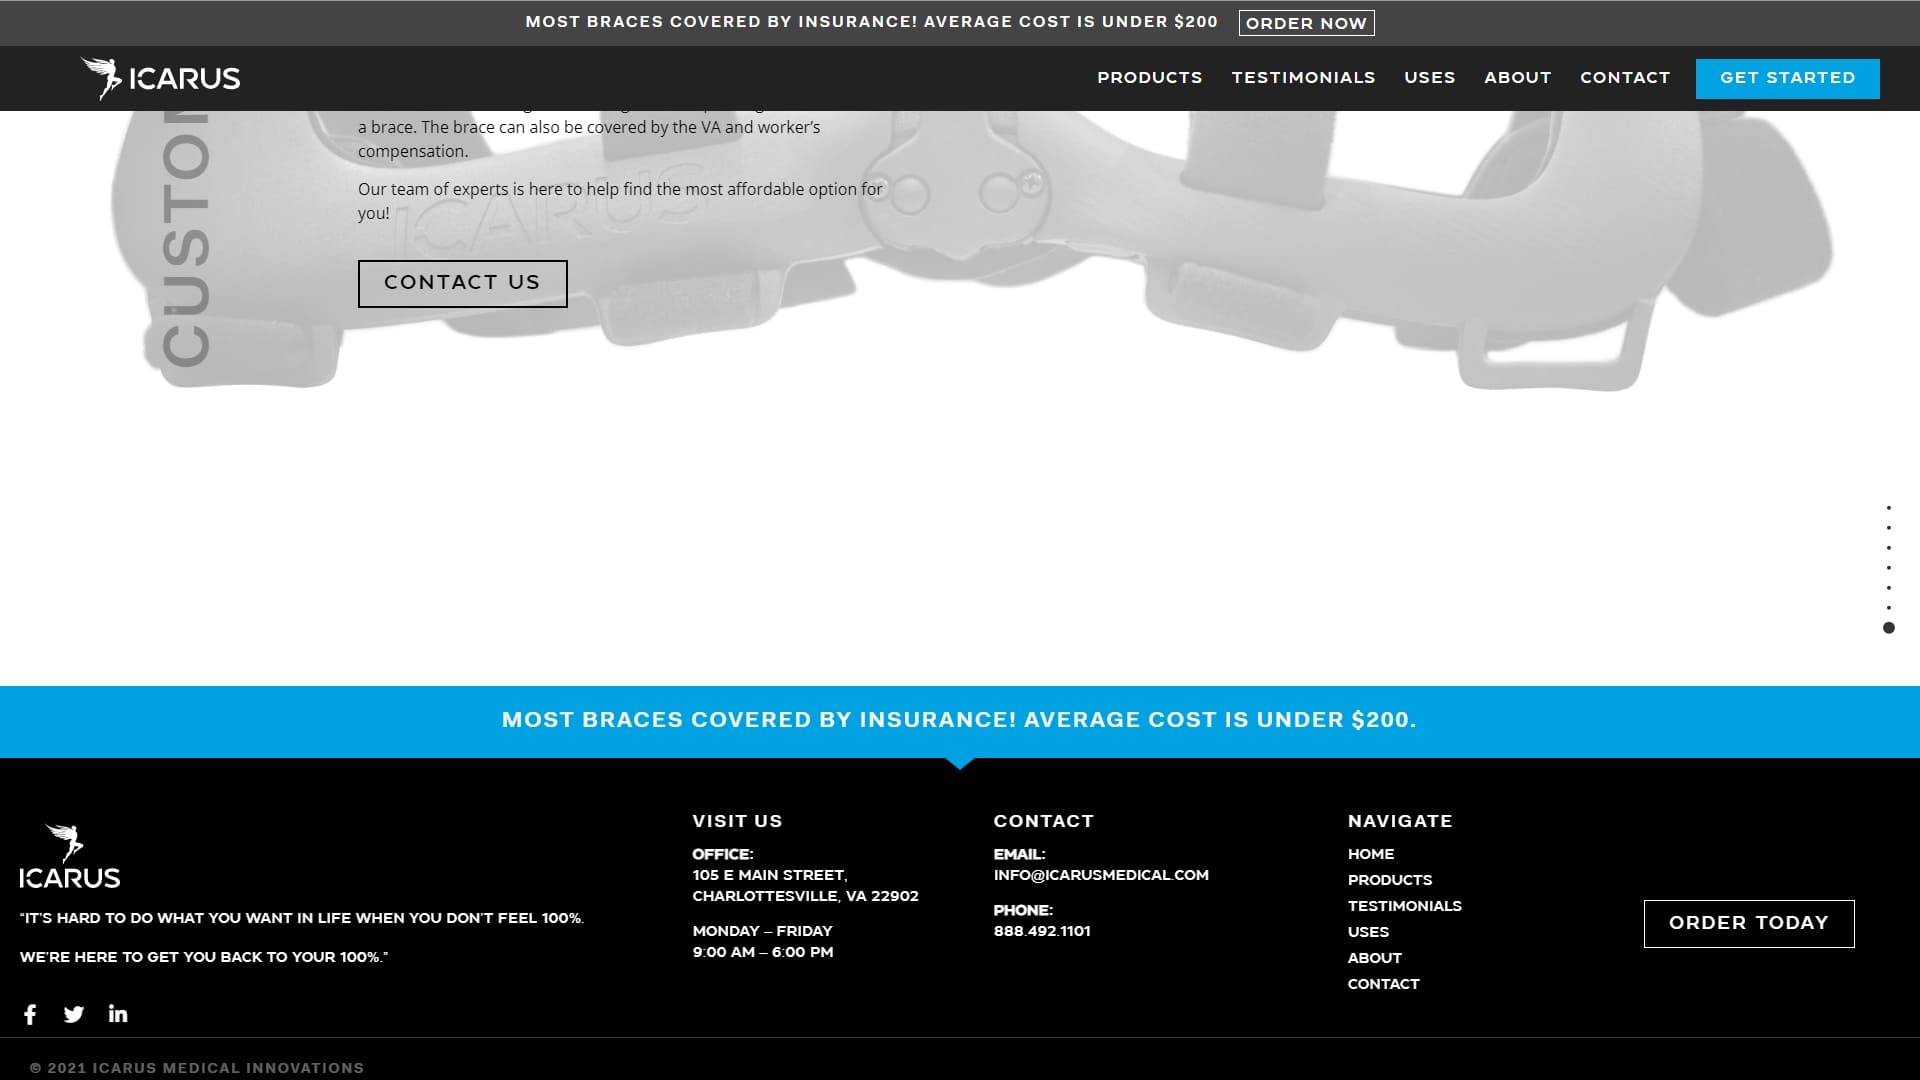 MOST BRACES COVERED BY INSURANCE! AVERAGE COST IS UNDER $200 ORDER NOW
ICARUS
PRODUCTS TESTIMONIALS USES ABOUT CONTACT GET STARTED
a brace. The brace can also be covered by the VA and worker’s
compensation.
Our team of experts is here to help find the most affordable option for
you!
ICARUS
CONTACT US
MOST BRACES COVERED BY INSURANCE! AVERAGE COST IS UNDER $200.
ICARUS
“IT’S HARD TO DO WHAT YOU WANT IN LIFE WHEN YOU DON’T FEEL 100%.
WE’RE HERE TO GET YOU BACK TO YOUR 100%.”
VISIT US
OFFICE:
105 E MAIN STREET,
CHARLOTTESVILLE, VA 22902
MONDAY – FRIDAY
9:00 AM – 6:00 PM
CONTACT
EMAIL:
INFO@ICARUSMEDICAL.COM
PHONE:
888.492.1101
NAVIGATE
HOME
PRODUCTS
TESTIMONIALS
USES
ABOUT
CONTACT
ORDER TODAY
© 2021 ICARUS MEDICAL INNOVATIONS